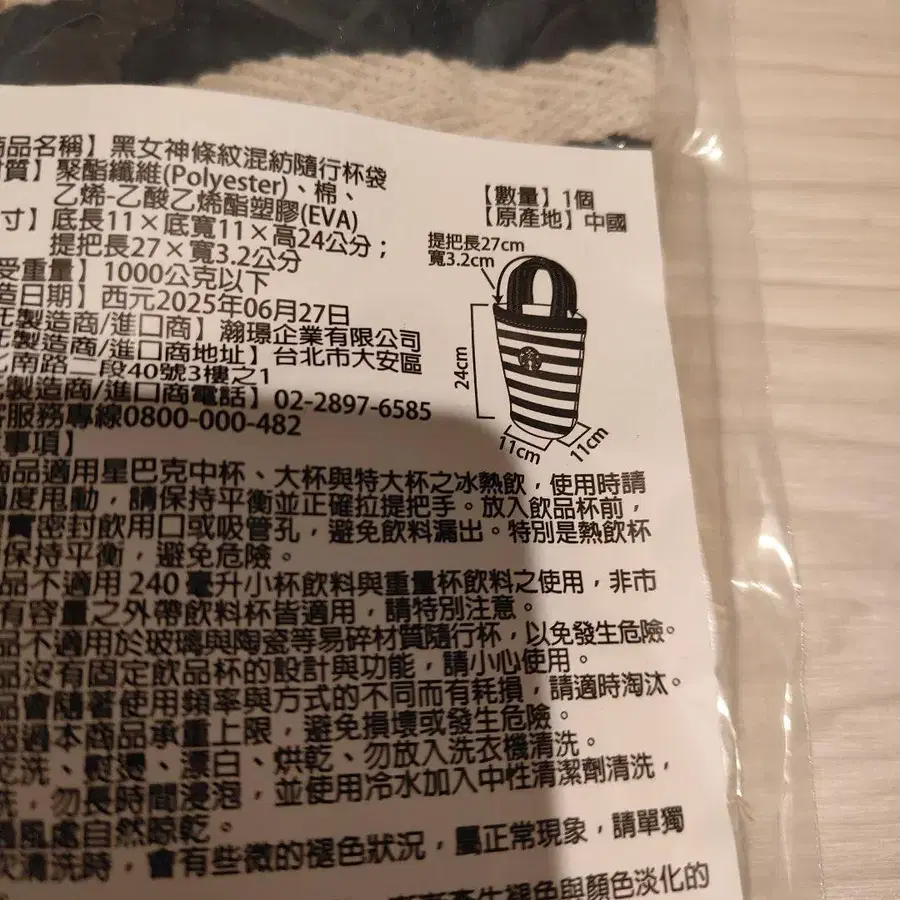 商品名稱】黑女神條紋混紡隨行杯袋
材質】聚酯纖維(Polyester)、棉、
乙烯-乙酸乙烯酯塑膠(EVA)
寸】底長11×底寬11×高24公分；
提把長27×寬3.2公分
受重量】1000公克以下
造日期】西元2025年06月27日
製造商/進口商】瀚璟企業有限公司
製造商/進口商地址】台北市大安區
南路二段40號3樓之1
製造商/進口商電話】02-2897-6585
服務專線0800-000-482
事項】
【數量】1個
【原產地】中國
提把長27cm
寬3.2cm
24cm
11cm
11cm
商品適用星巴克中杯、大杯與特大杯之冰熱飲，使用時請
度甩動，請保持平衡並正確拉提把手。放入飲品杯前，
實密封飲用口或吸管孔，避免飲料漏出。特別是熱飲杯
保持平衡，避免危險。
品不適用240毫升小杯飲料與重量杯飲料之使用，非市
有容量之外帶飲料杯皆適用，請特別注意。
品不適用於玻璃與陶瓷等易碎材質隨行杯，以免發生危險。
品沒有固定飲品杯的設計與功能，請小心使用。
品會隨著使用頻率與方式的不同而有耗損，請適時淘汰。
超過本商品承重上限，避免損壞或發生危險。
乾洗、熨燙、漂白、烘乾、勿放入洗衣機清洗。
洗，勿長時間浸泡，並使用冷水加入中性清潔劑清洗，
通風處自然晾乾。
次清洗時，會有些微的褪色狀況，屬正常現象，請單獨
產生褪色與顏色淡化的